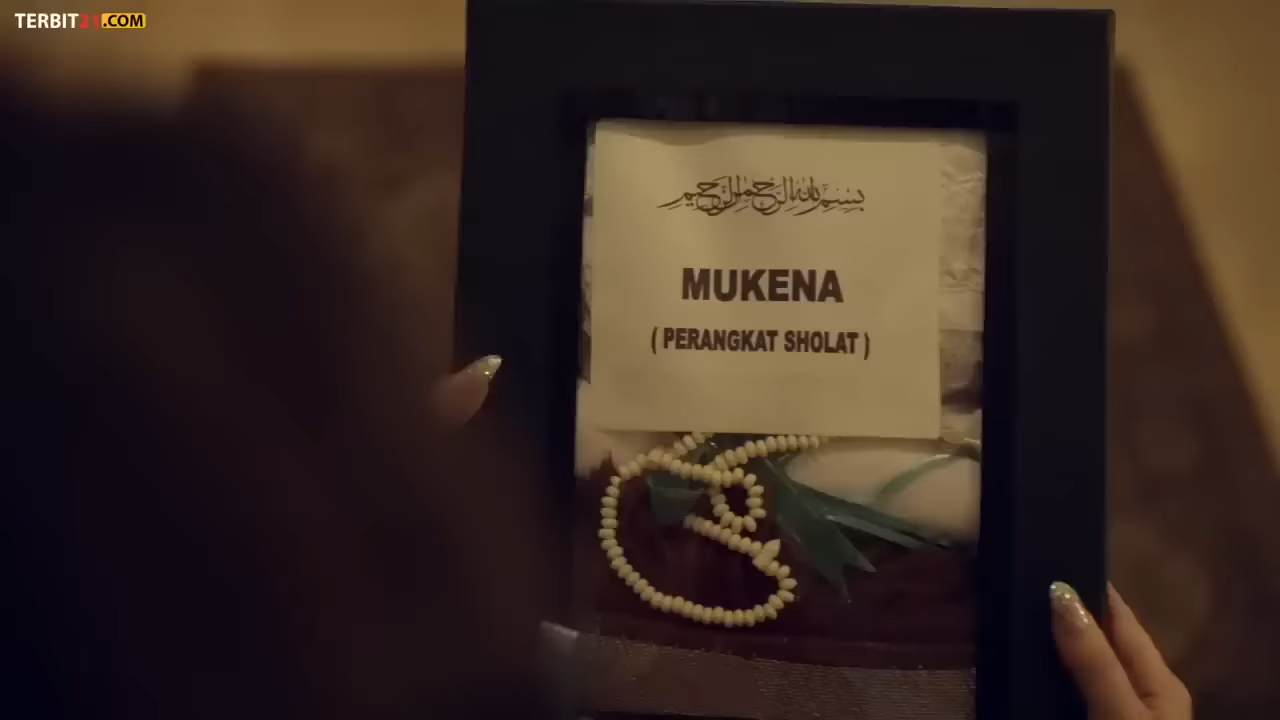 TERBIT21.COM
بسم الله الرحمن الرحيم
MUKENA
( PERANGKAT SHOLAT )